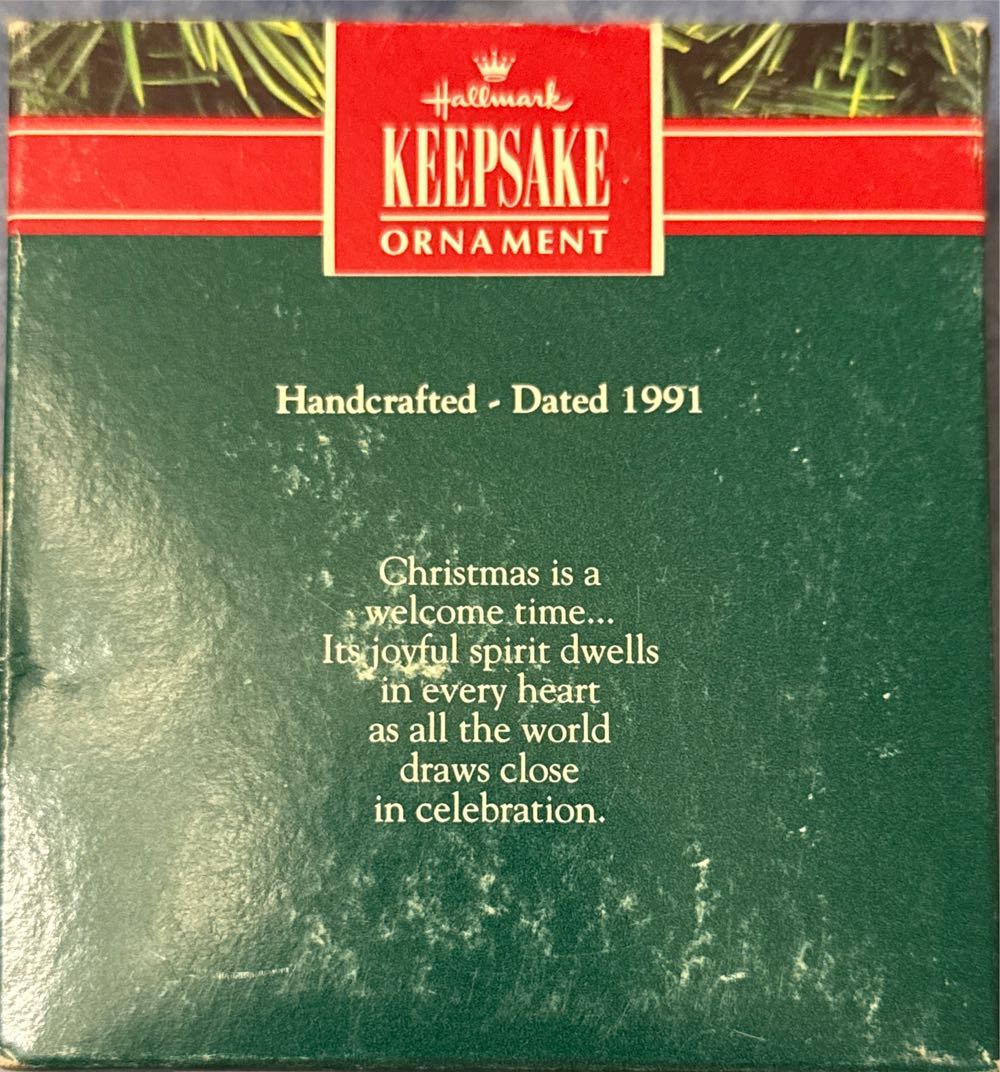 Hallmark
KEEPSAKE
ORNAMENT
Handcrafted - Dated 1991
Christmas is a
welcome time...
Its joyful spirit dwells
in every heart
as all the world
draws close
in celebration.